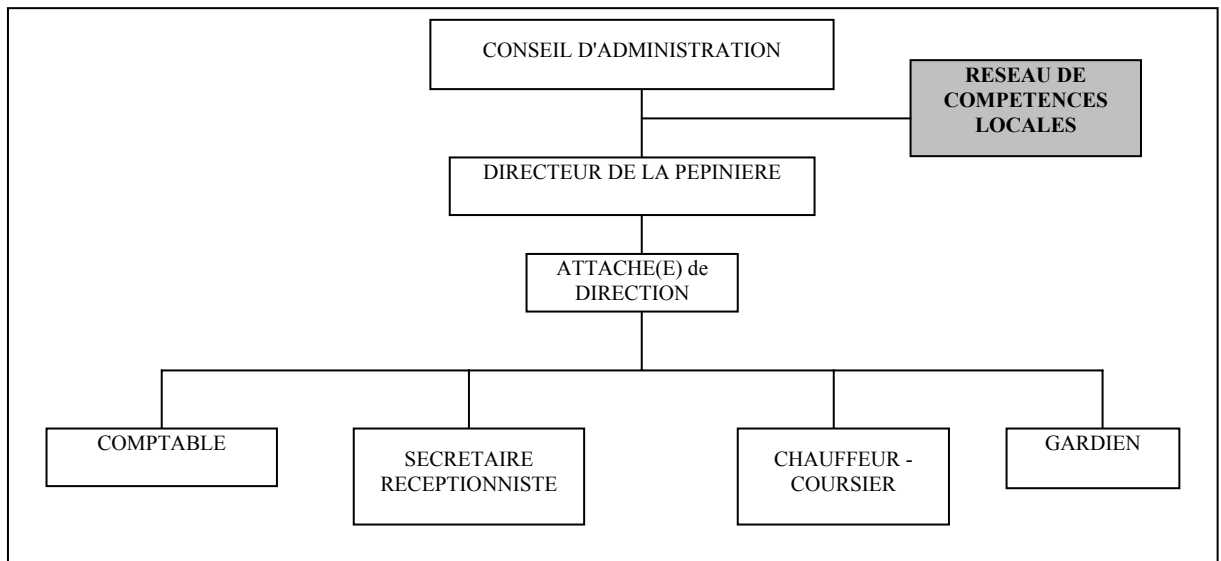 CONSEIL D'ADMINISTRATION
RESEAU DE
COMPETENCES
LOCALES
DIRECTEUR DE LA PEPINIERE
ATTACHE(E) de
DIRECTION
COMPTABLE
SECRETAIRE
RECEPTIONNISTE
CHAUFFEUR -
COURSIER
GARDIEN